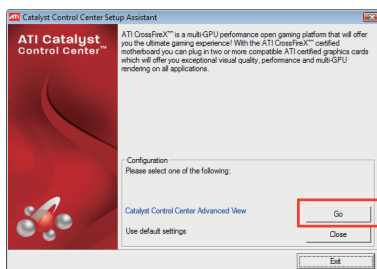 ATI Catalyst Control Center Setup Assistant
ATI Catalyst
Control Center™
ATI CrossFireX™ is a multi-GPU performance open gaming platform that will offer
you the ultimate gaming experience! With the ATI CrossFireX™ certified
motherboard you can plug in two or more compatible ATI certified graphics cards
which will offer you exceptional visual quality, performance and multi-GPU
rendering on all applications.
Configuration
Please select one of the following:
Catalyst Control Center Advanced View
Go
Use default settings
Close
Exit